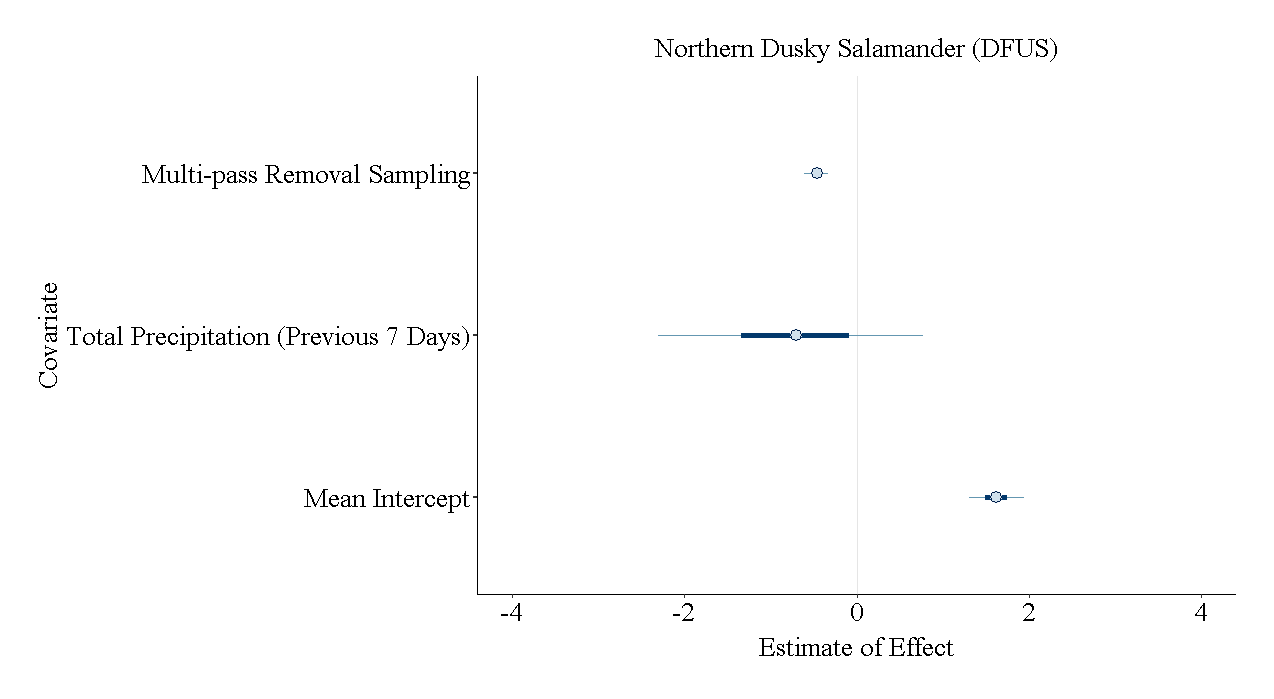 Northern Dusky Salamander (DFUS)
Multi-pass Removal Sampling
Total Precipitation (Previous 7 Days)
Mean Intercept
Covariate
-4 -2 0 2 4
Estimate of Effect